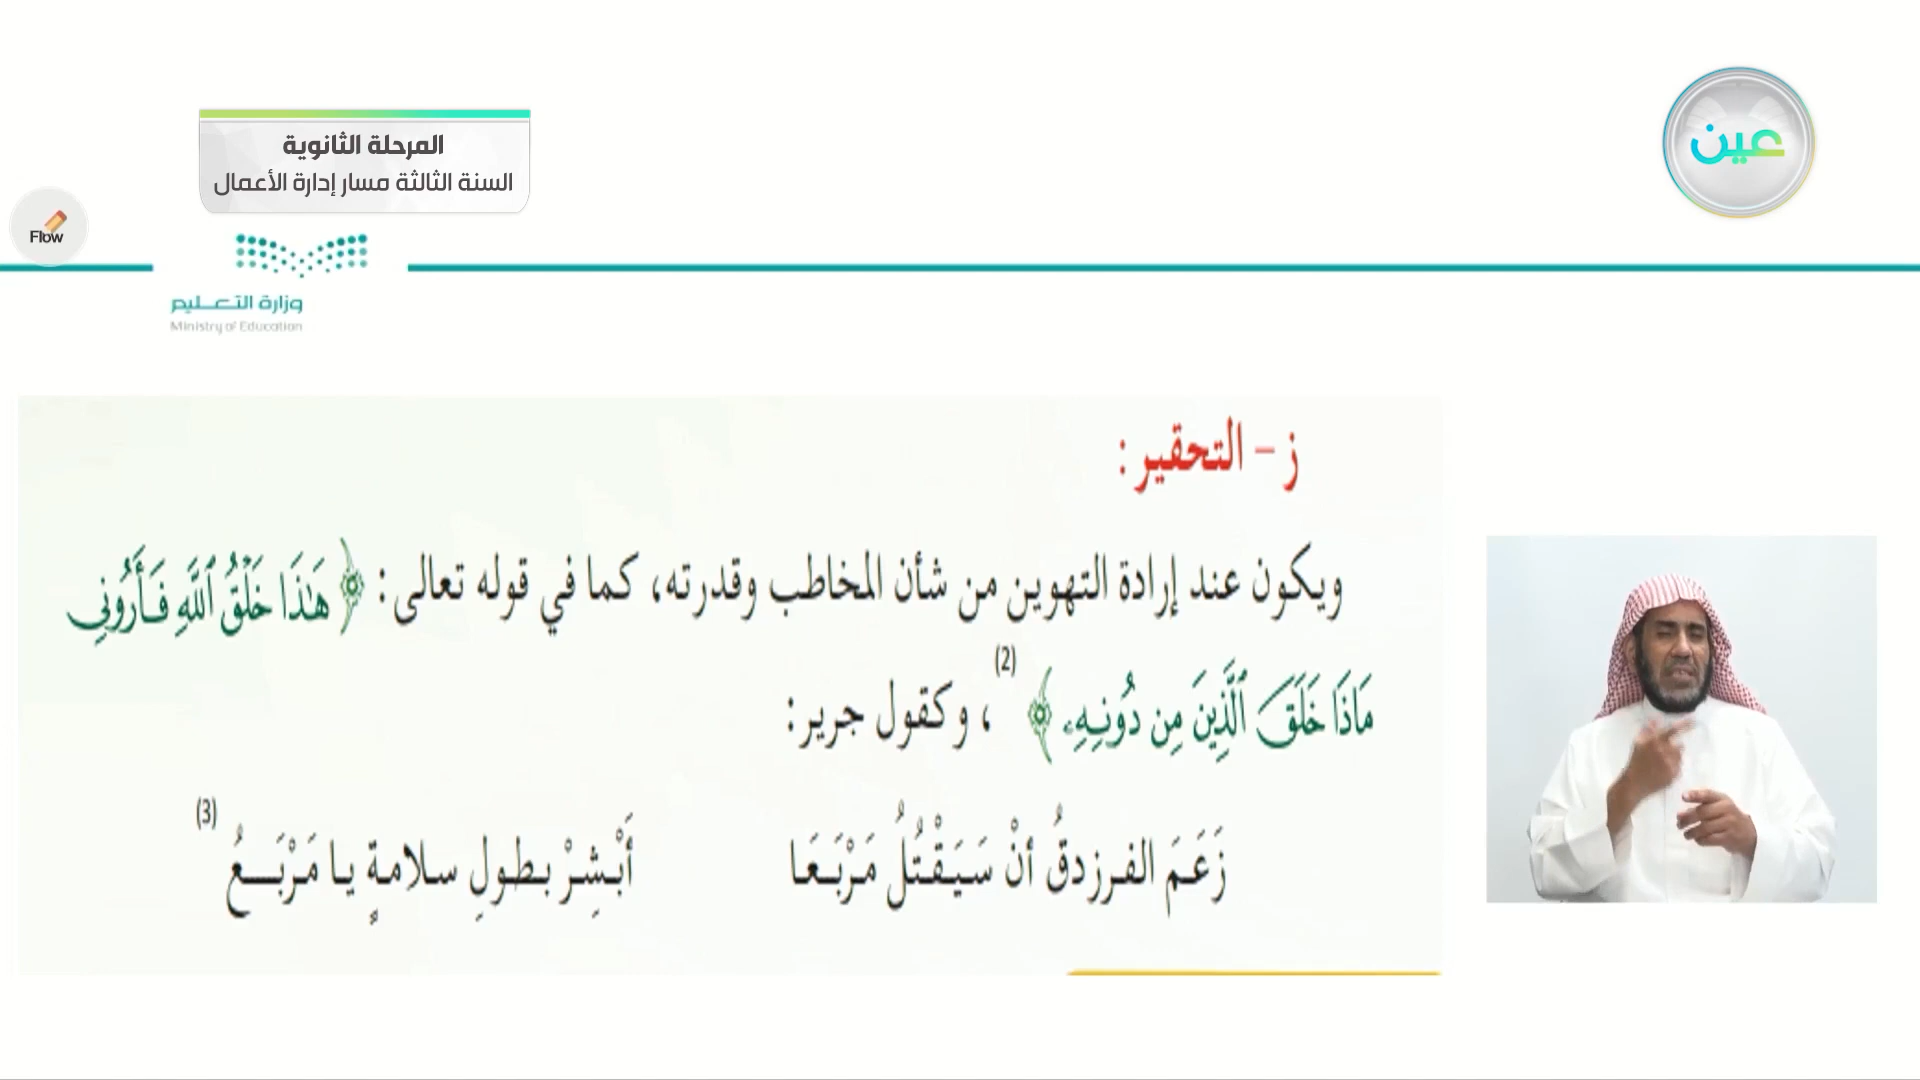 المرحلة الثانوية
السنة الثالثة مسار إدارة الأعمال
عين
Flow
وزارة التعليم
Ministry of Education
ز – التحقير :
ويكون عند إرادة التهوين من شأن المخاطب وقدرته، كما في قوله تعالى: ﴿ هَٰذَا خَلْقُ ٱللَّهِ فَأَرُونِى
مَاذَا خَلَقَ ٱلَّذِينَ مِن دُونِهِۦ ﴾ (2) ، وكقول جرير:
زَعَمَ الفرزدقُ أنْ سَيَقْتُلُ مَرْبَعَا أَبْشِرْ بطولِ سلامةٍ يا مَرْبَعُ (3)